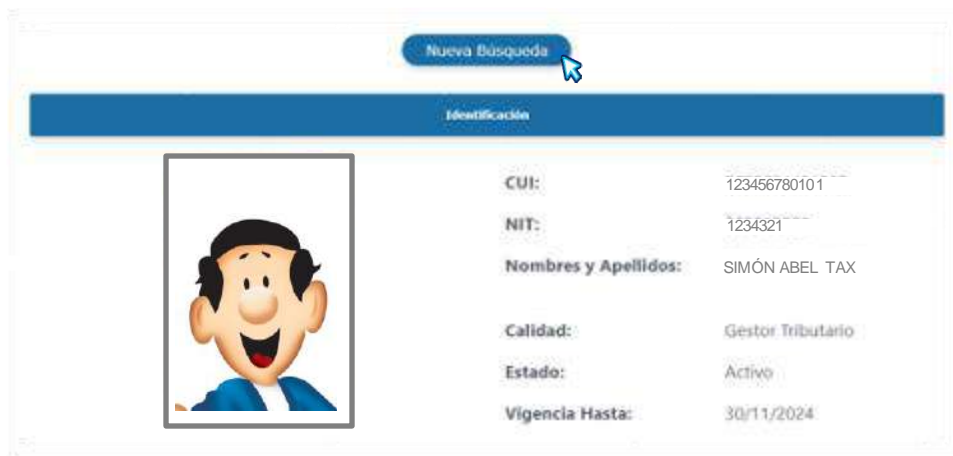 Nueva Búsqueda
Identificación
CUI: 123456780101
NIT: 1234321
Nombres y Apellidos: SIMÓN ABEL TAX
Calidad: Gestor Tributario
Estado: Activo
Vigencia Hasta: 30/11/2024